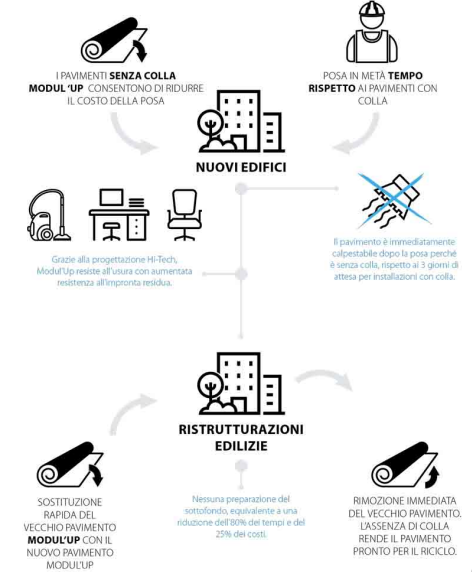 I PAVIMENTI SENZA COLLA
MODUL'UP CONSENTONO DI RIDURRE
IL COSTO DELLA POSA
POSA IN METÀ TEMPO
RISPETTO AI PAVIMENTI CON
COLLA
NUOVI EDIFICI
Grazie alla progettazione Hi-Tech,
Modul'Up resiste all'usura con aumentata
resistenza all'impronta residua.
Il pavimento è immediatamente
calpestabile dopo la posa perché
è senza colla, rispetto ai 3 giorni di
attesa per installazioni con colla.
RISTRUTTURAZIONI
EDILIZIE
SOSTITUZIONE
RAPIDA DEL
VECCHIO PAVIMENTO
MODUL'UP CON IL
NUOVO PAVIMENTO
MODUL'UP
Nessuna preparazione del
sottofondo, equivalente a una
riduzione dell'80% dei tempi e del
25% dei costi.
RIMOZIONE IMMEDIATA
DEL VECCHIO PAVIMENTO.
L'ASSENZA DI COLLA
RENDE IL PAVIMENTO
PRONTO PER IL RICICLO.